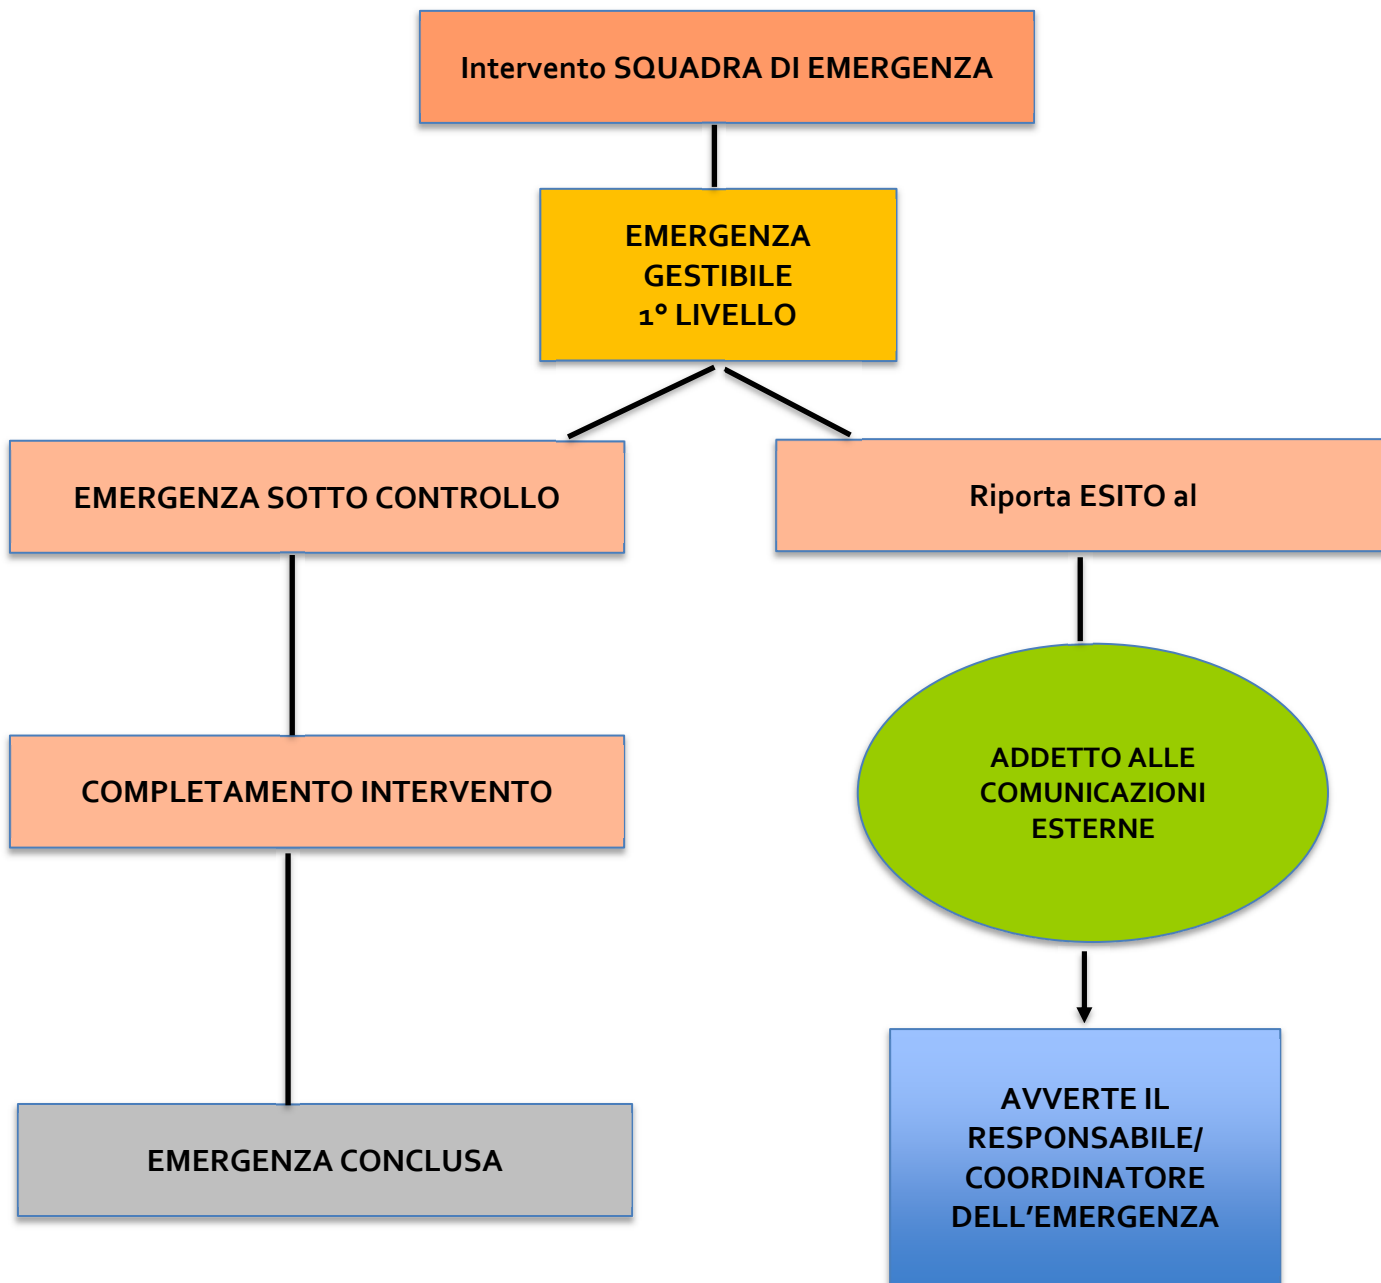 Intervento SQUADRA DI EMERGENZA
EMERGENZA
GESTIBILE
1° LIVELLO
EMERGENZA SOTTO CONTROLLO
Riporta ESITO al
COMPLETAMENTO INTERVENTO
ADDETTO ALLE
COMUNICAZIONI
ESTERNE
EMERGENZA CONCLUSA
AVVERTE IL
RESPONSABILE/
COORDINATORE
DELL’EMERGENZA